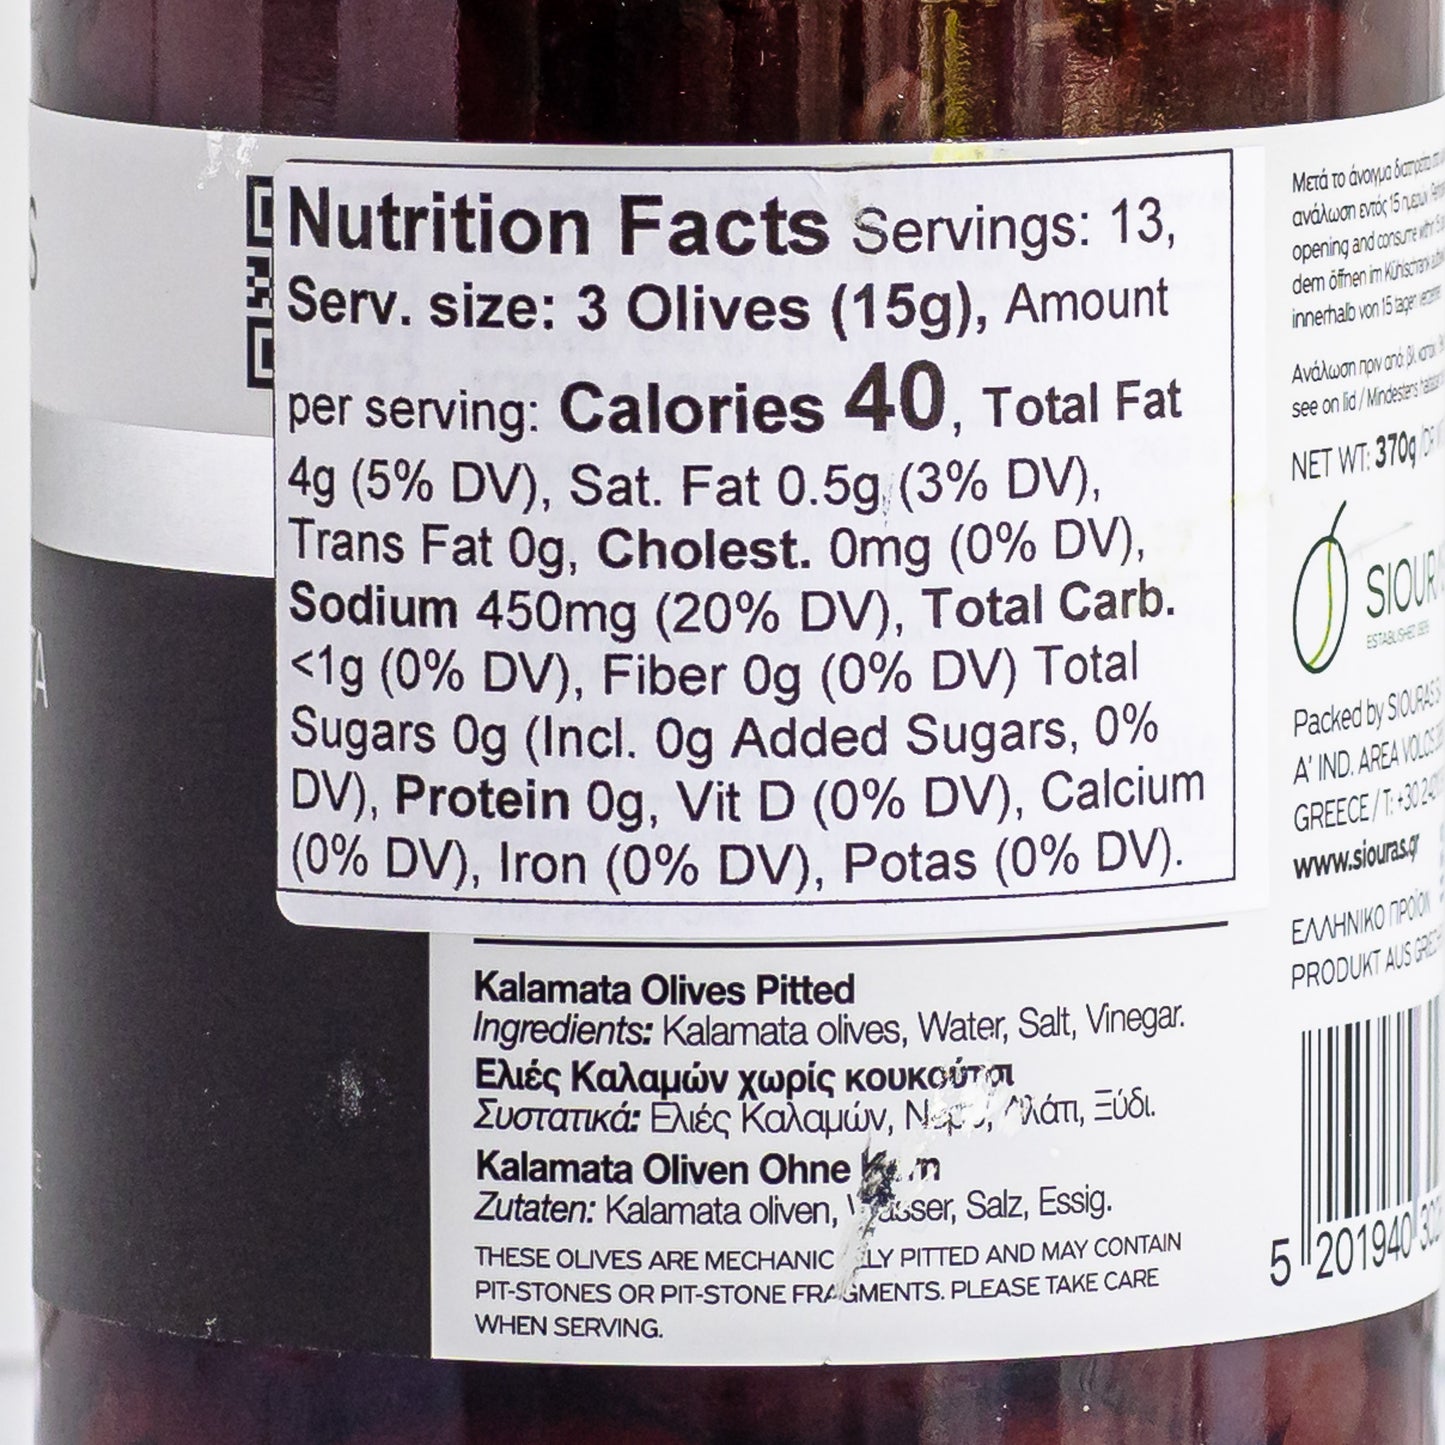 Nutrition Facts Servings: 13,
Serv. size: 3 Olives (15g), Amount
per serving: Calories 40, Total Fat
4g (5% DV), Sat. Fat 0.5g (3% DV),
Trans Fat 0g, Cholest. 0mg (0% DV),
Sodium 450mg (20% DV), Total Carb.
<1g (0% DV), Fiber 0g (0% DV) Total
Sugars 0g (Incl. 0g Added Sugars, 0%
DV), Protein 0g, Vit D (0% DV), Calcium
(0% DV), Iron (0% DV), Potas (0% DV).
Kalamata Olives Pitted
Ingredients: Kalamata olives, Water, Salt, Vinegar.
Ελιές Καλαμών χωρίς κουκούτσι
Συστατικά: Ελιές Καλαμών, Νερό, Αλάτι, Ξύδι.
Kalamata Oliven Ohne Kern
Zutaten: Kalamata oliven, Wasser, Salz, Essig.
THESE OLIVES ARE MECHANICALLY PITTED AND MAY CONTAIN
PIT-STONES OR PIT-STONE FRAGMENTS. PLEASE TAKE CARE
WHEN SERVING.
Μετά το άνοιγμα διατηρείται
ανάλωση εντός 15 ημερών
opening and consume within
dem öffnen im Kühlschrank
innerhalb von 15 tagen
Ανάλωση πριν από:
see on lid / Mindestens
NET WT: 370g
SIOURAS
ESTABLISHED
Packed by SIOURAS
A' IND. AREA VOLOS
GREECE / T: +30
www.siouras.gr
ΕΛΛΗΝΙΚΟ ΠΡΟΪΟΝ
PRODUKT AUS
5 201940